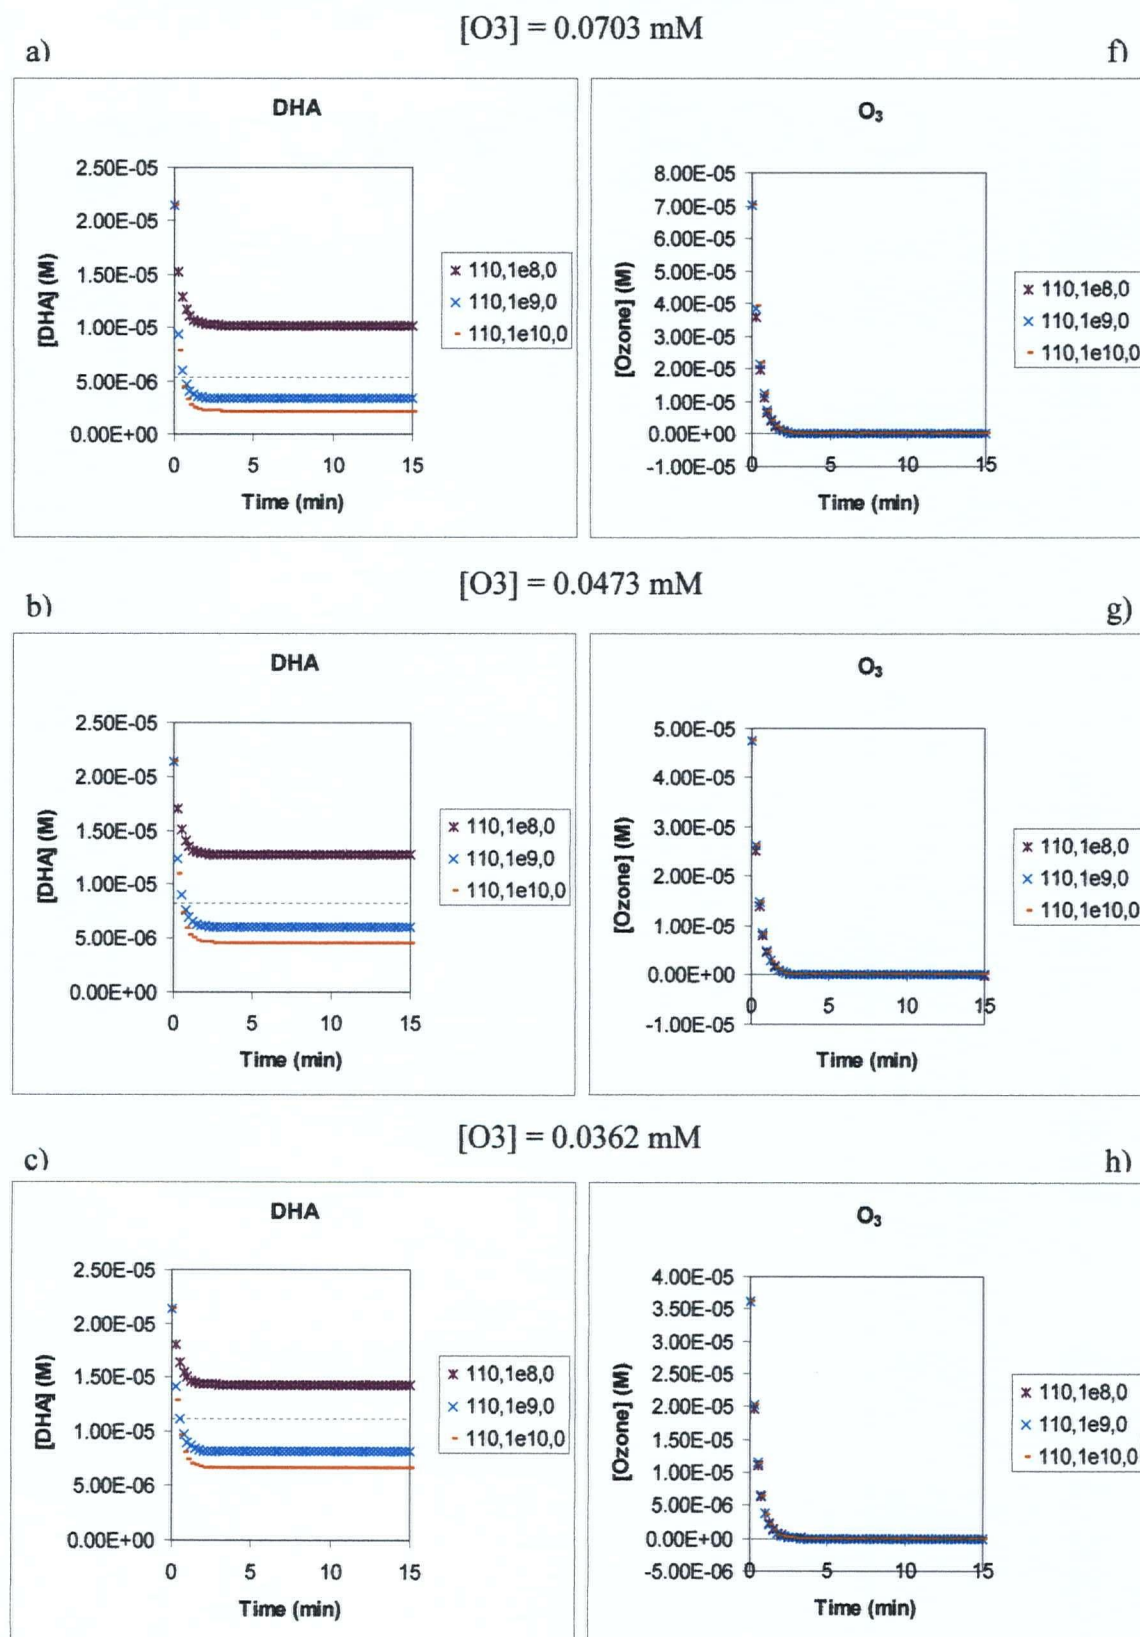 [O3] = 0.0703 mM
a)
DHA
2.50E-05
2.00E-05
1.50E-05
1.00E-05
5.00E-06
0.00E+00
0 5 10 15
[DHA] (M)
Time (min)
110,1e8,0
110,1e9,0
110,1e10,0
f)
O₃
8.00E-05
7.00E-05
6.00E-05
5.00E-05
4.00E-05
3.00E-05
2.00E-05
1.00E-05
0.00E+00
-1.00E-05
0 5 10 15
[Ozone] (M)
Time (min)
110,1e8,0
110,1e9,0
110,1e10,0
[O3] = 0.0473 mM
b)
DHA
2.50E-05
2.00E-05
1.50E-05
1.00E-05
5.00E-06
0.00E+00
0 5 10 15
[DHA] (M)
Time (min)
110,1e8,0
110,1e9,0
110,1e10,0
g)
O₃
5.00E-05
4.00E-05
3.00E-05
2.00E-05
1.00E-05
0.00E+00
-1.00E-05
0 5 10 15
[Ozone] (M)
Time (min)
110,1e8,0
110,1e9,0
110,1e10,0
[O3] = 0.0362 mM
c)
DHA
2.50E-05
2.00E-05
1.50E-05
1.00E-05
5.00E-06
0.00E+00
0 5 10 15
[DHA] (M)
Time (min)
110,1e8,0
110,1e9,0
110,1e10,0
h)
O₃
4.00E-05
3.50E-05
3.00E-05
2.50E-05
2.00E-05
1.50E-05
1.00E-05
5.00E-06
0.00E+00
-5.00E-06
0 5 10 15
[Ozone] (M)
Time (min)
110,1e8,0
110,1e9,0
110,1e10,0